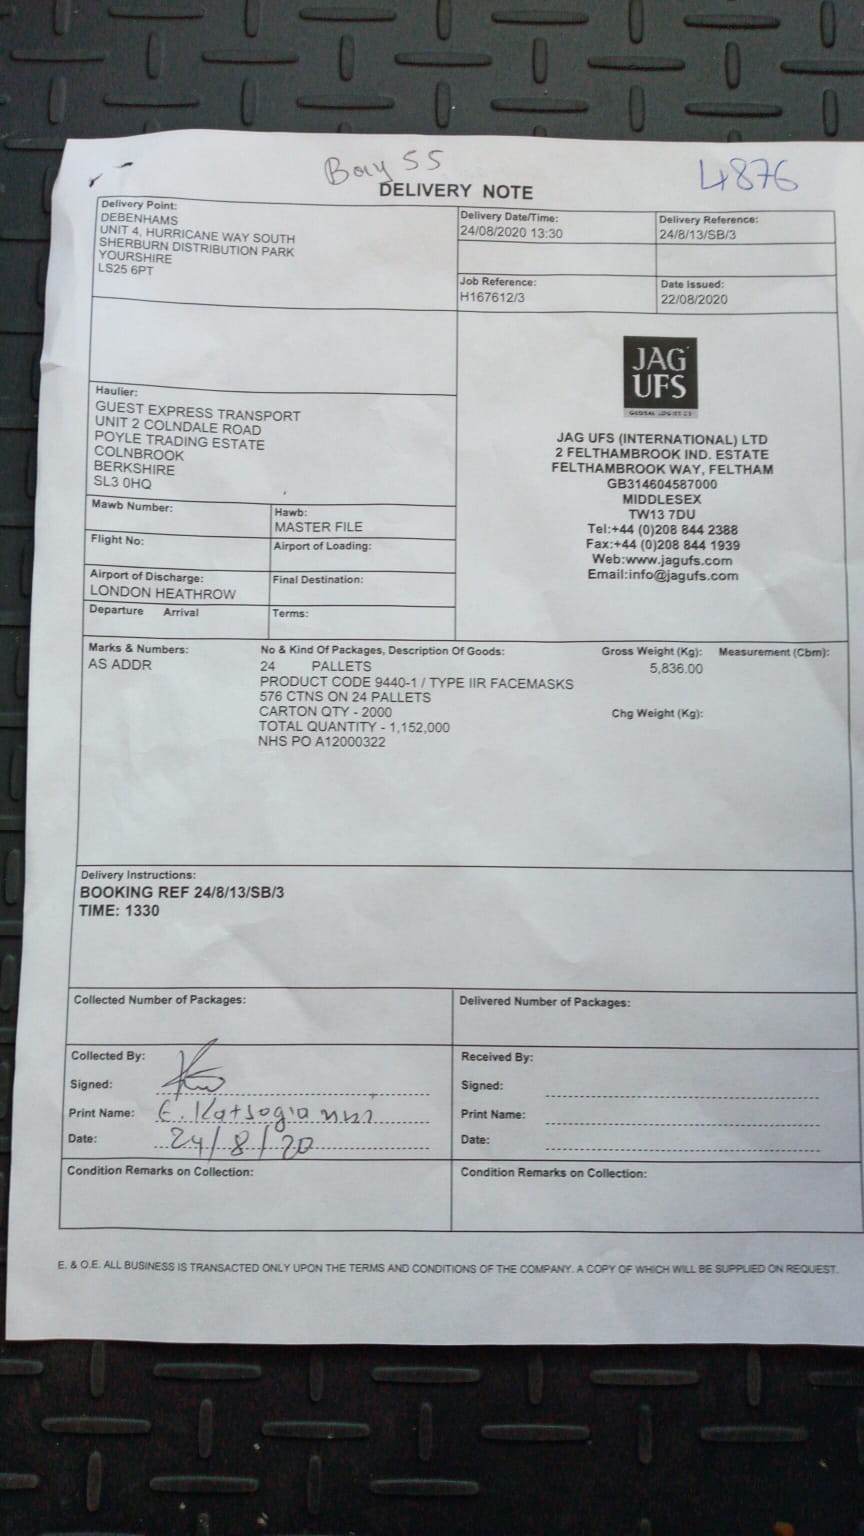 Bay 55
4876
DELIVERY NOTE
Delivery Point:
DEBENHAMS
UNIT 4, HURRICANE WAY SOUTH
SHERBURN DISTRIBUTION PARK
YOURSHIRE
LS25 6PT
Delivery Date/Time:
24/08/2020 13:30
Delivery Reference:
24/8/13/SB/3
Job Reference:
H167612/3
Date Issued:
22/08/2020
Haulier:
GUEST EXPRESS TRANSPORT
UNIT 2 COLNDALE ROAD
POYLE TRADING ESTATE
COLNBROOK
BERKSHIRE
SL3 0HQ
JAG
UFS
GLOBAL LOGISTICS
JAG UFS (INTERNATIONAL) LTD
2 FELTHAMBROOK IND. ESTATE
FELTHAMBROOK WAY, FELTHAM
GB314604587000
MIDDLESEX
TW13 7DU
Tel:+44 (0)208 844 2388
Fax:+44 (0)208 844 1939
Web:www.jagufs.com
Email:info@jagufs.com
Mawb Number:
Hawb:
MASTER FILE
Flight No:
Airport of Loading:
Airport of Discharge:
LONDON HEATHROW
Final Destination:
Departure Arrival
Terms:
Marks & Numbers:
AS ADDR
No & Kind Of Packages, Description Of Goods:
24 PALLETS
PRODUCT CODE 9440-1 / TYPE IIR FACEMASKS
576 CTNS ON 24 PALLETS
CARTON QTY - 2000
TOTAL QUANTITY - 1,152,000
NHS PO A12000322
Gross Weight (Kg):
5,836.00
Measurement (Cbm):
Chg Weight (Kg):
Delivery Instructions:
BOOKING REF 24/8/13/SB/3
TIME: 1330
Collected Number of Packages:
Delivered Number of Packages:
Collected By:
Signed:
Print Name: E. Katsogianni
Date: 24/8/20
Received By:
Signed:
Print Name:
Date:
Condition Remarks on Collection:
Condition Remarks on Collection:
E. & O.E. ALL BUSINESS IS TRANSACTED ONLY UPON THE TERMS AND CONDITIONS OF THE COMPANY. A COPY OF WHICH WILL BE SUPPLIED ON REQUEST.